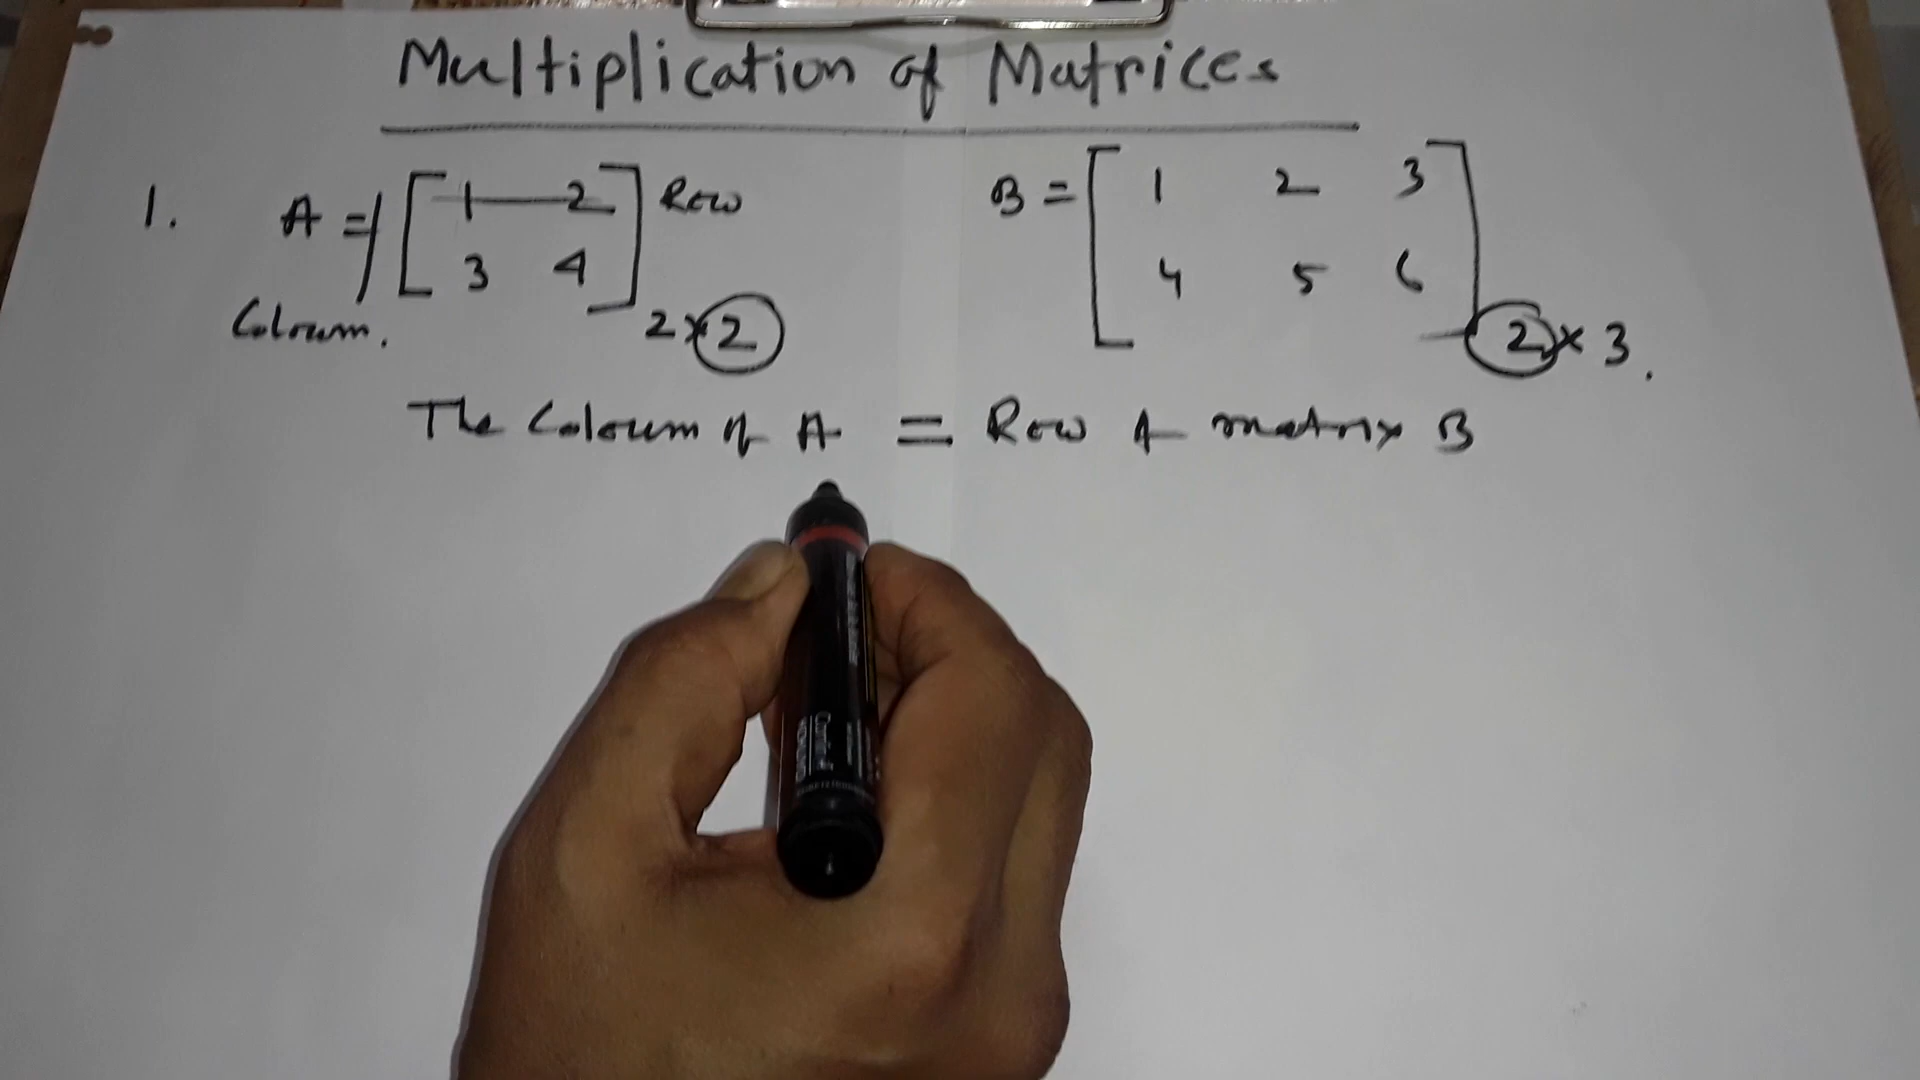 Multiplication of Matrices
1. A = [ 1 2 ] Row B = [ 1 2 3 ]
3 4 4 5 6
Coloum. 2×2 2×3.
The Coloum of A = Row of matrix B